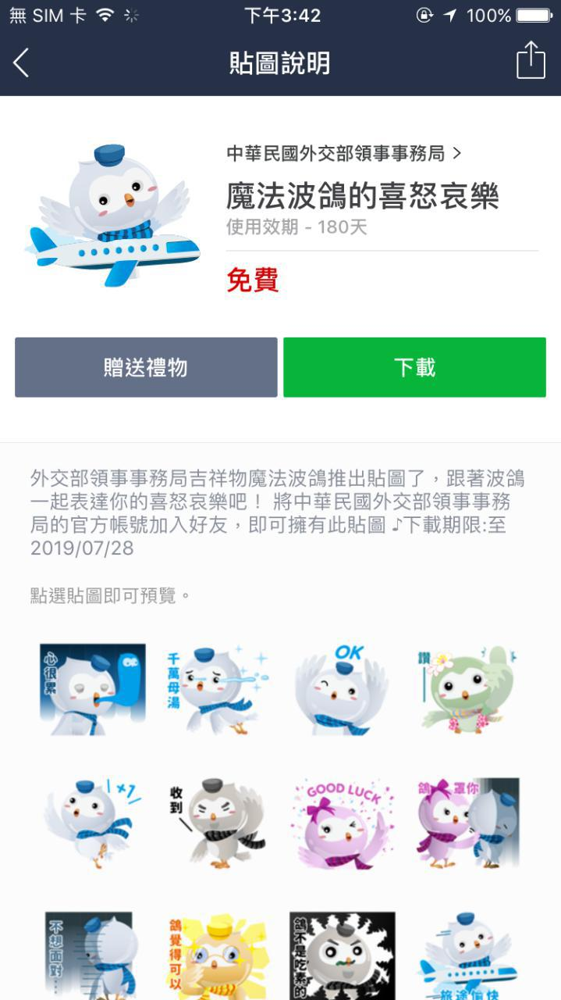 無 SIM 卡
下午3:42
100%
貼圖說明
中華民國外交部領事事務局 >
魔法波鴿的喜怒哀樂
使用效期 - 180天
免費
贈送禮物
下載
外交部領事事務局吉祥物魔法波鴿推出貼圖了，跟著波鴿
一起表達你的喜怒哀樂吧！ 將中華民國外交部領事事務
局的官方帳號加入好友，即可擁有此貼圖♪下載期限:至
2019/07/28
點選貼圖即可預覽。
心很累
千萬母湯
OK
讚
收到
GOOD LUCK
鴿罩你
不想面對...
鴿覺得可以
鴿不是吃素的
旅途愉快